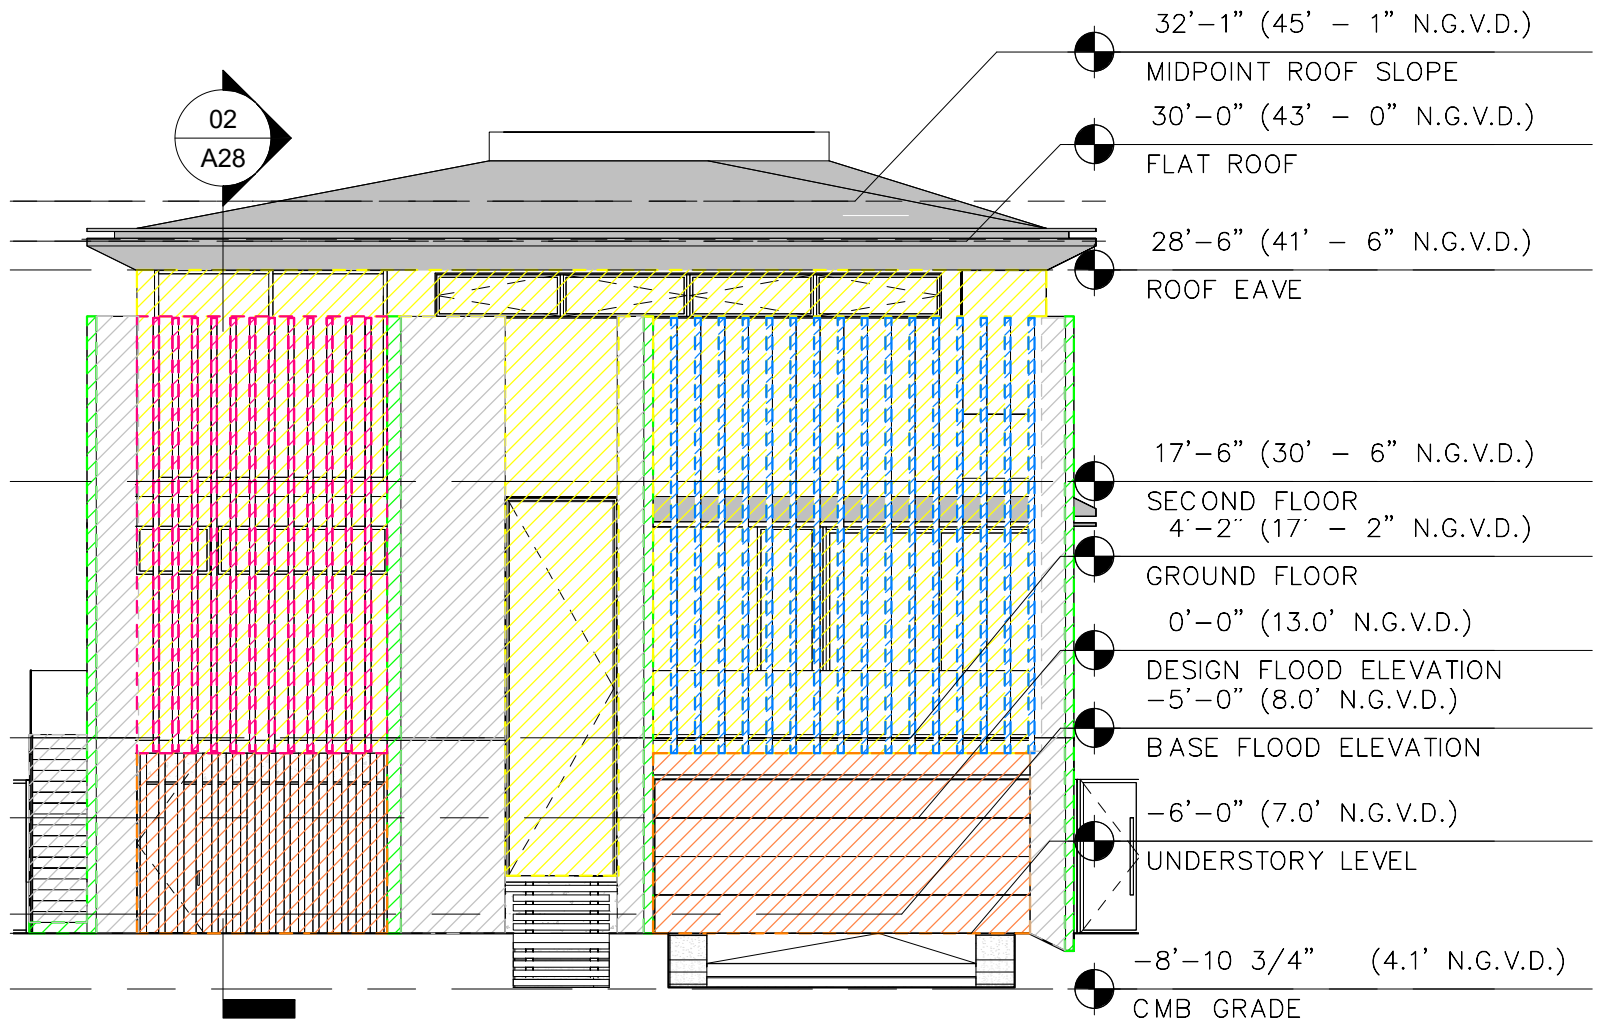 02
A28
32’-1” (45’ - 1” N.G.V.D.)
MIDPOINT ROOF SLOPE
30’-0” (43’ - 0” N.G.V.D.)
FLAT ROOF
28’-6” (41’ - 6” N.G.V.D.)
ROOF EAVE
17’-6” (30’ - 6” N.G.V.D.)
SECOND FLOOR
4’-2” (17’ - 2” N.G.V.D.)
GROUND FLOOR
0’-0” (13.0’ N.G.V.D.)
DESIGN FLOOD ELEVATION
-5’-0” (8.0’ N.G.V.D.)
BASE FLOOD ELEVATION
-6’-0” (7.0’ N.G.V.D.)
UNDERSTORY LEVEL
-8’-10 3/4” (4.1’ N.G.V.D.)
CMB GRADE